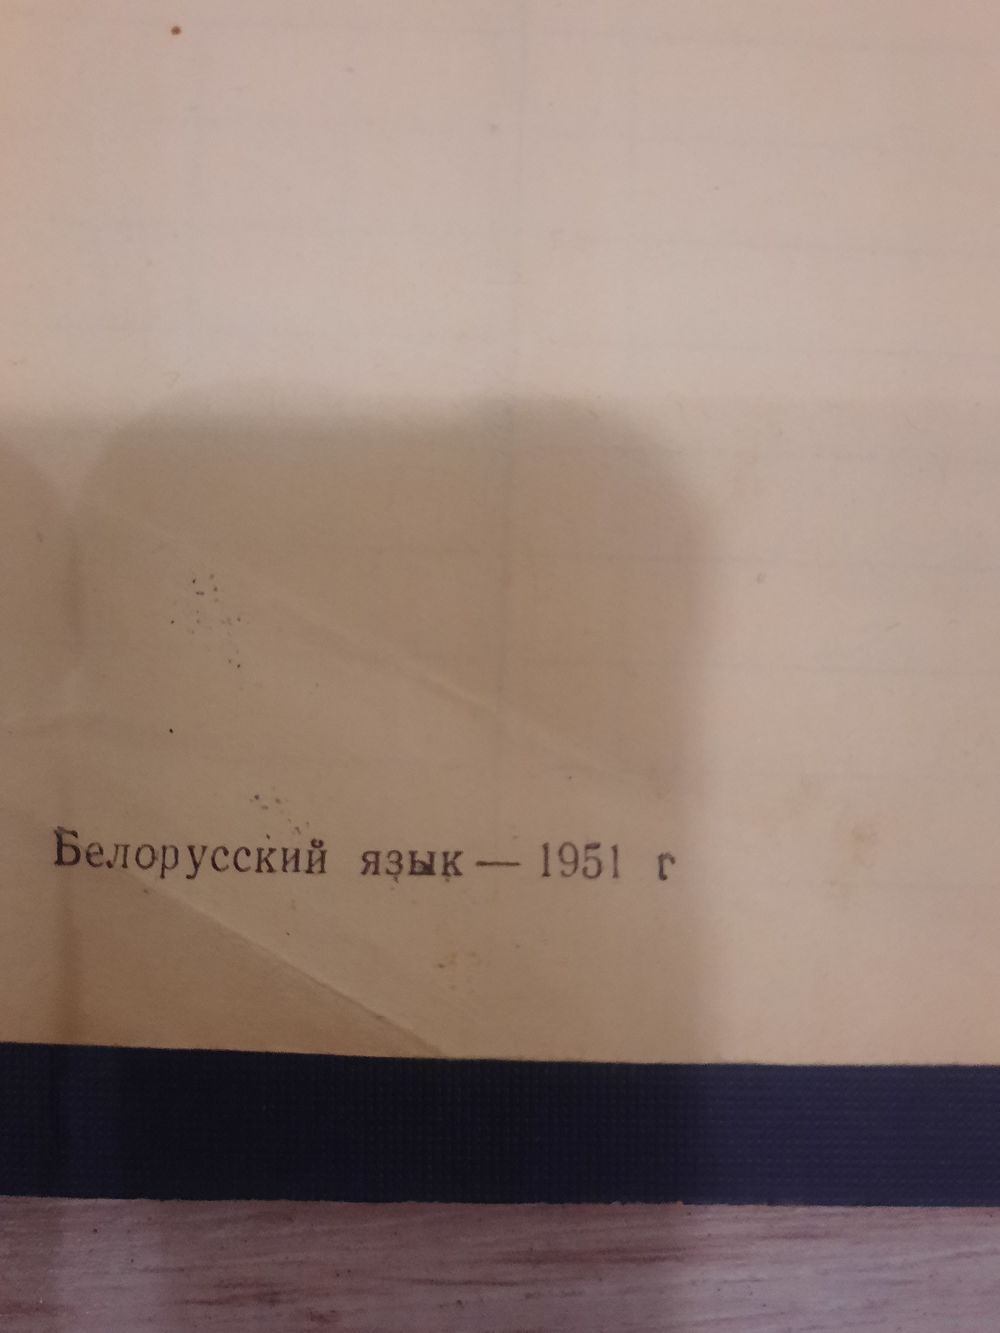 Белорусский язык — 1951 г